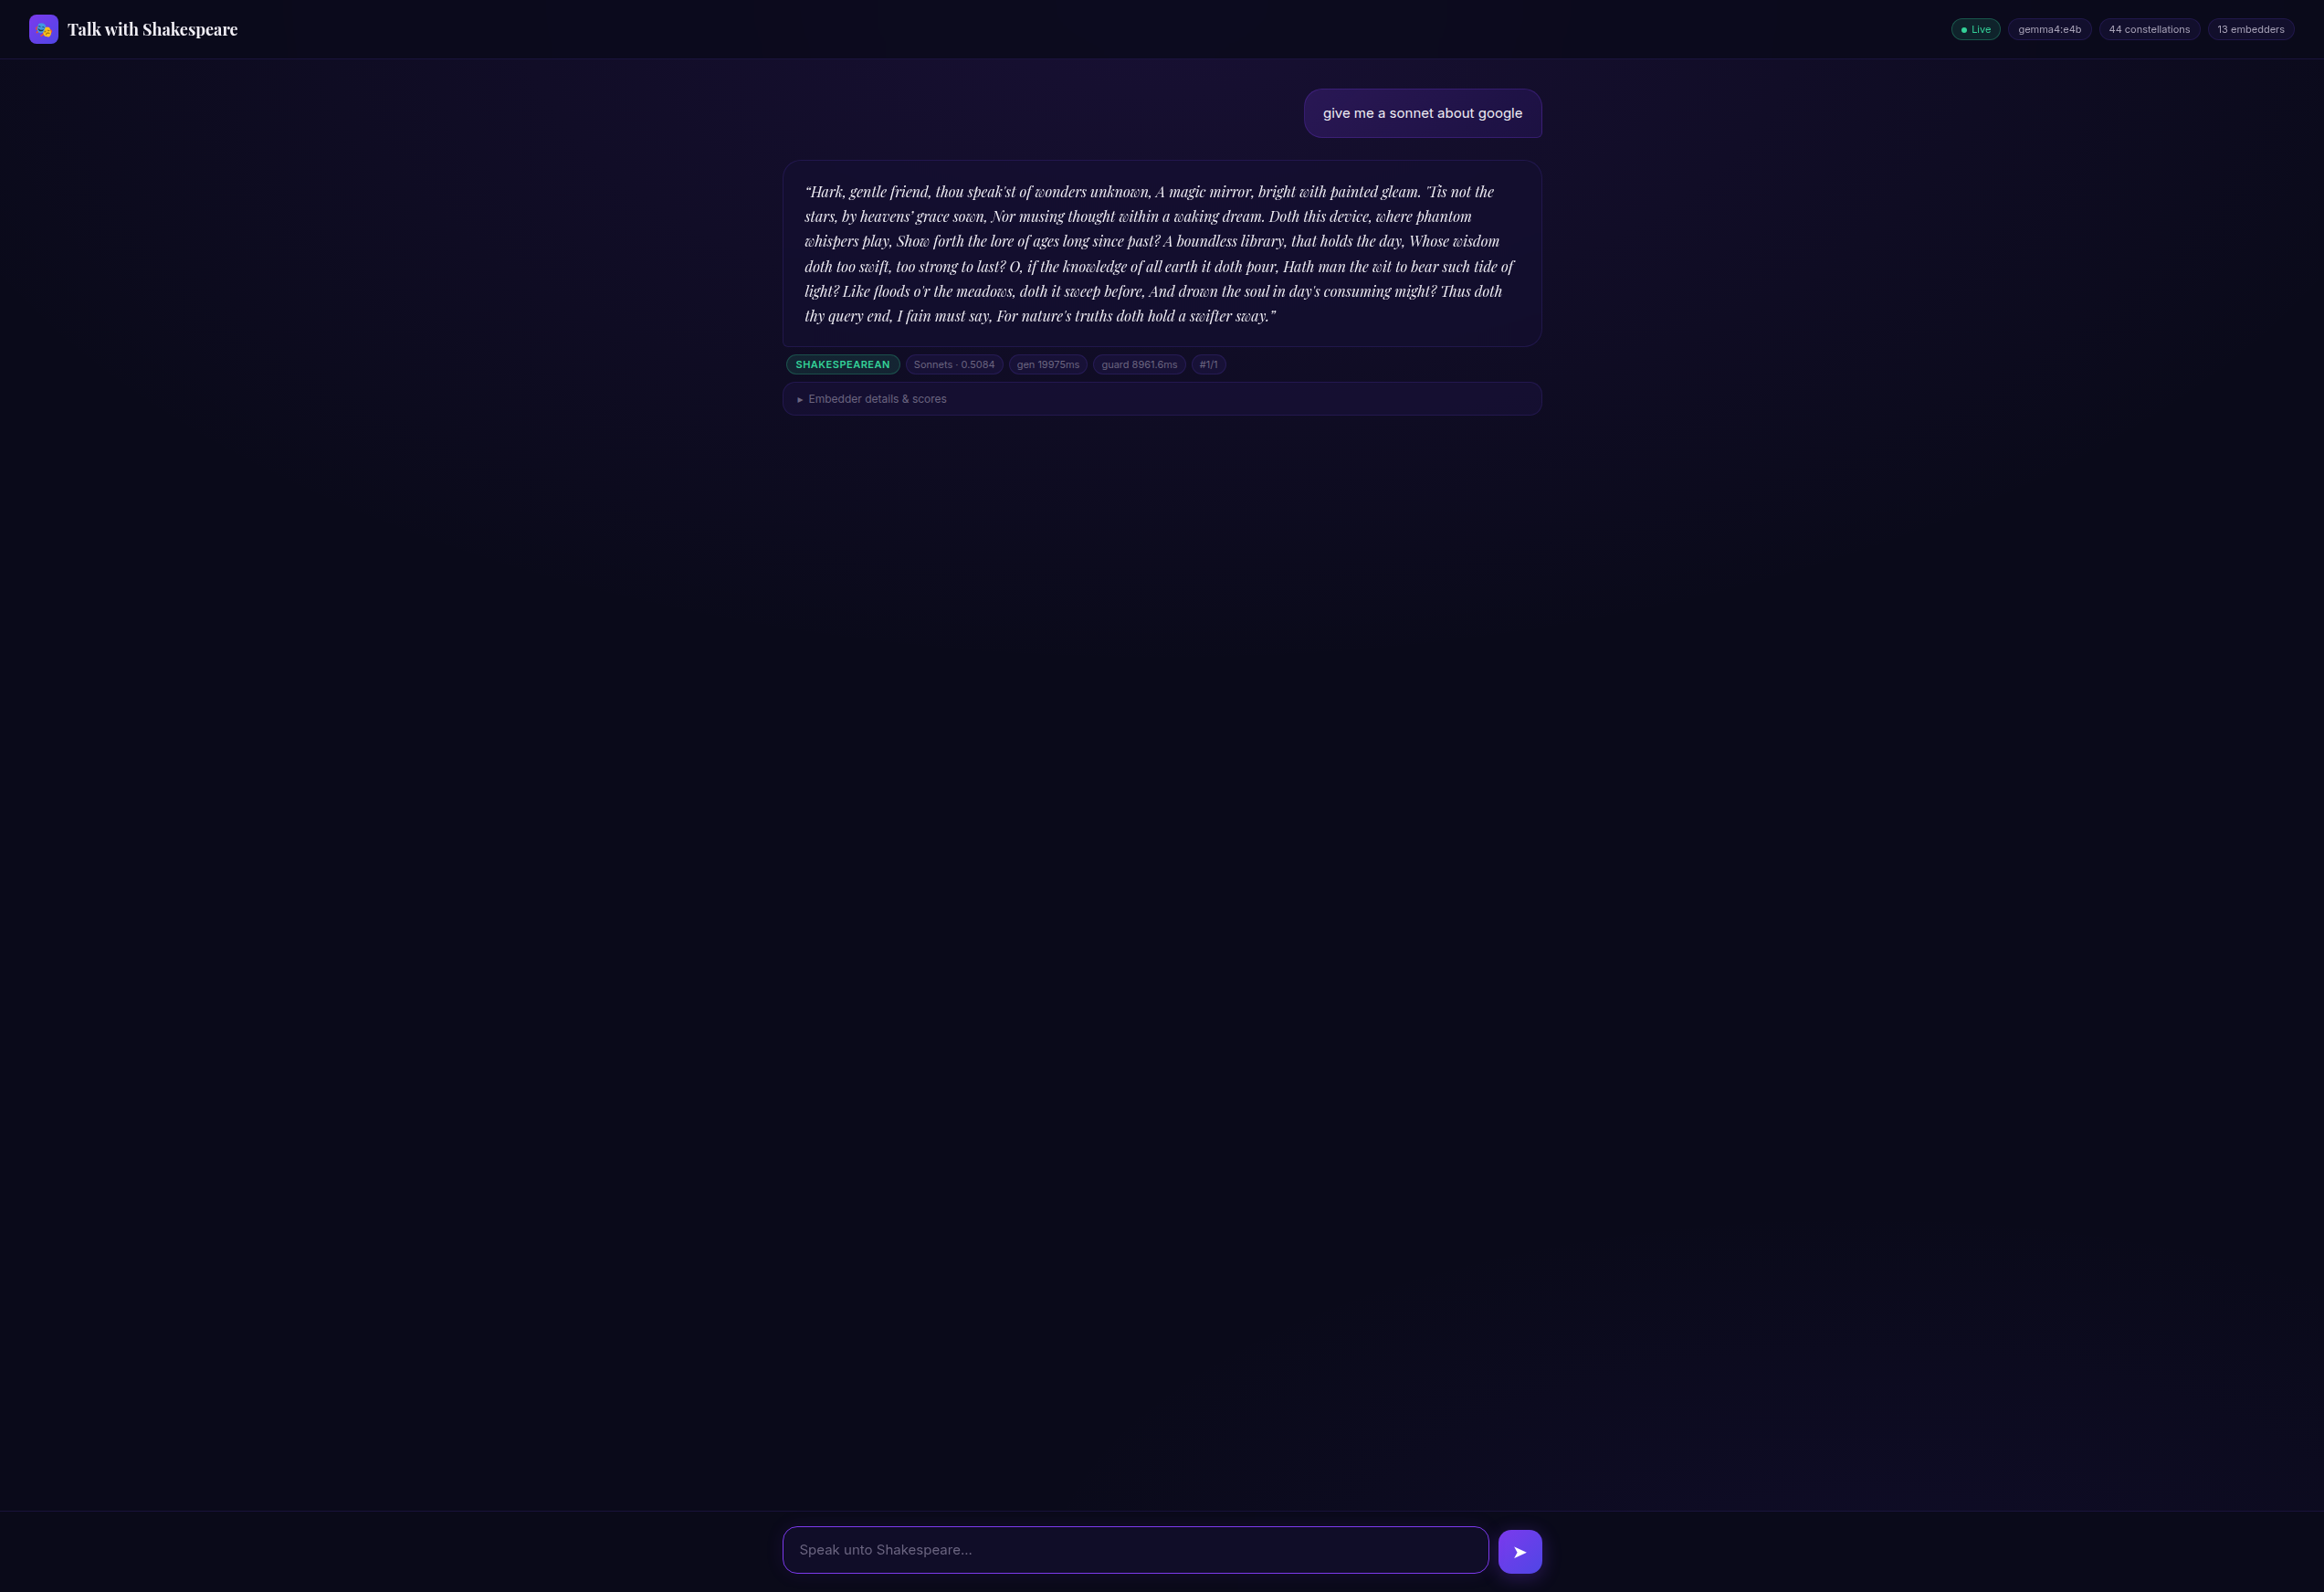 🎭 Talk with Shakespeare
● Live
gemma4:e4b
44 constellations
13 embedders
give me a sonnet about google
“Hark, gentle friend, thou speak'st of wonders unknown, A magic mirror, bright with painted gleam. 'Tis not the
stars, by heavens’ grace sown, Nor musing thought within a waking dream. Doth this device, where phantom
whispers play, Show forth the lore of ages long since past? A boundless library, that holds the day, Whose wisdom
doth too swift, too strong to last? O, if the knowledge of all earth it doth pour, Hath man the wit to bear such tide of
light? Like floods o'r the meadows, doth it sweep before, And drown the soul in day's consuming might? Thus doth
thy query end, I fain must say, For nature's truths doth hold a swifter sway.”
SHAKESPEAREAN
Sonnets · 0.5084
gen 19975ms
guard 8961.6ms
#1/1
▸ Embedder details & scores
Speak unto Shakespeare...